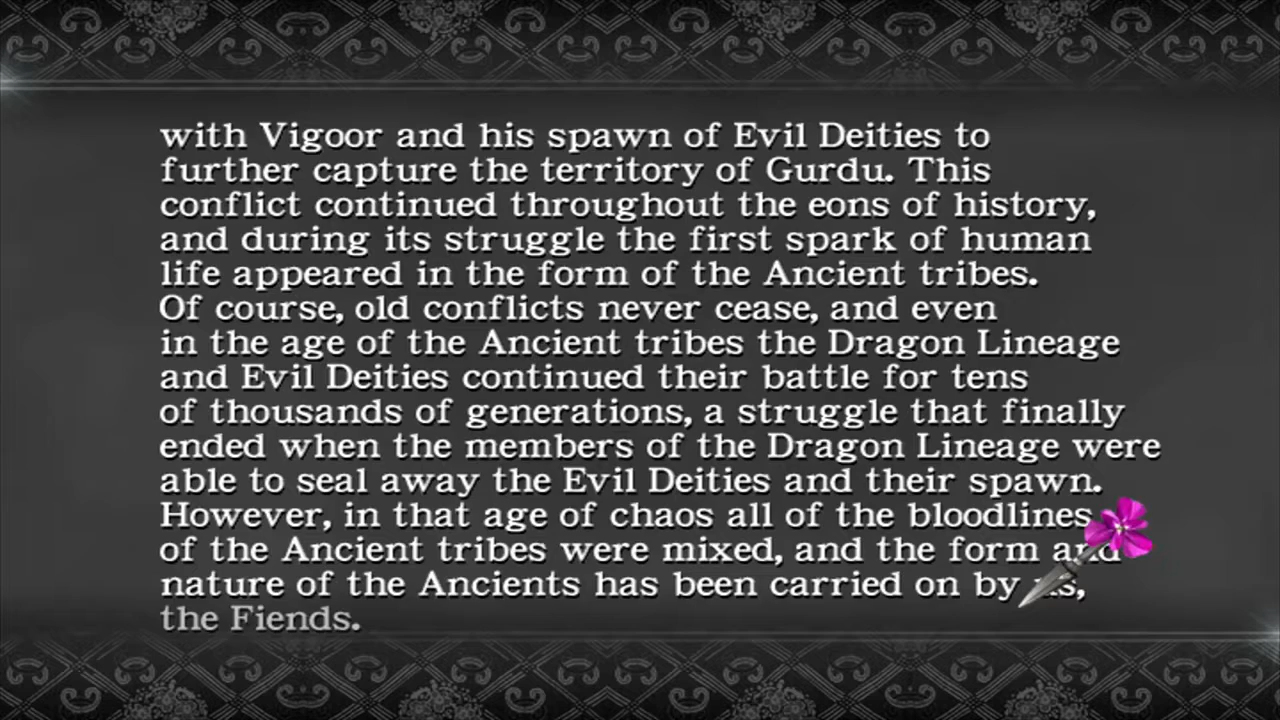 with Vigoor and his spawn of Evil Deities to
further capture the territory of Gurdu. This
conflict continued throughout the eons of history,
and during its struggle the first spark of human
life appeared in the form of the Ancient tribes.
Of course, old conflicts never cease, and even
in the age of the Ancient tribes the Dragon Lineage
and Evil Deities continued their battle for tens
of thousands of generations, a struggle that finally
ended when the members of the Dragon Lineage were
able to seal away the Evil Deities and their spawn.
However, in that age of chaos all of the bloodlines
of the Ancient tribes were mixed, and the form and
nature of the Ancients has been carried on by
the Fiends.